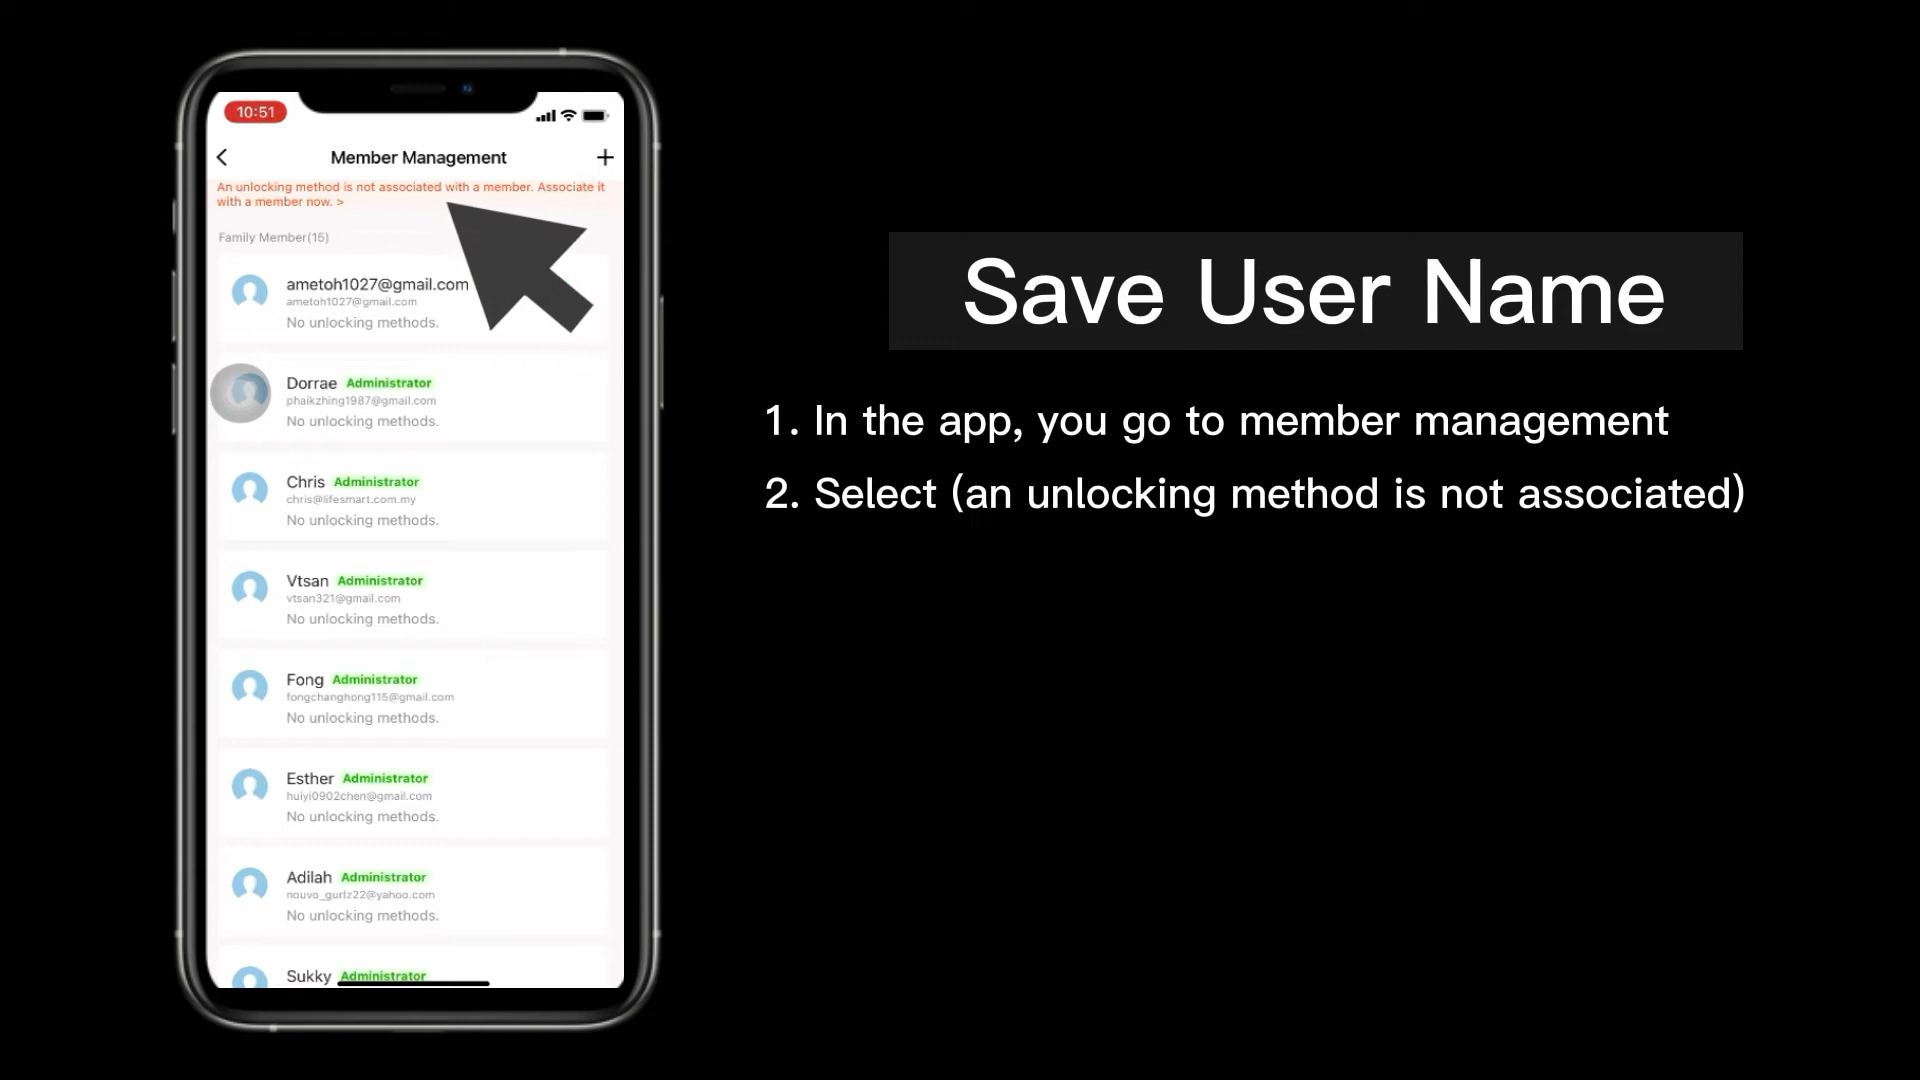 10:51
Member Management
An unlocking method is not associated with a member. Associate it
with a member now. >
Family Member(15)
ametoh1027@gmail.com
ametoh1027@gmail.com
No unlocking methods.
Dorrae Administrator
phaikzhing1987@gmail.com
No unlocking methods.
Chris Administrator
chris@lifesmart.com.my
No unlocking methods.
Vtsan Administrator
vtsan321@gmail.com
No unlocking methods.
Fong Administrator
fongchanghong115@gmail.com
No unlocking methods.
Esther Administrator
huiyi0902chen@gmail.com
No unlocking methods.
Adilah Administrator
nouvo_gurlz22@yahoo.com
No unlocking methods.
Sukky Administrator
Save User Name
1. In the app, you go to member management
2. Select (an unlocking method is not associated)